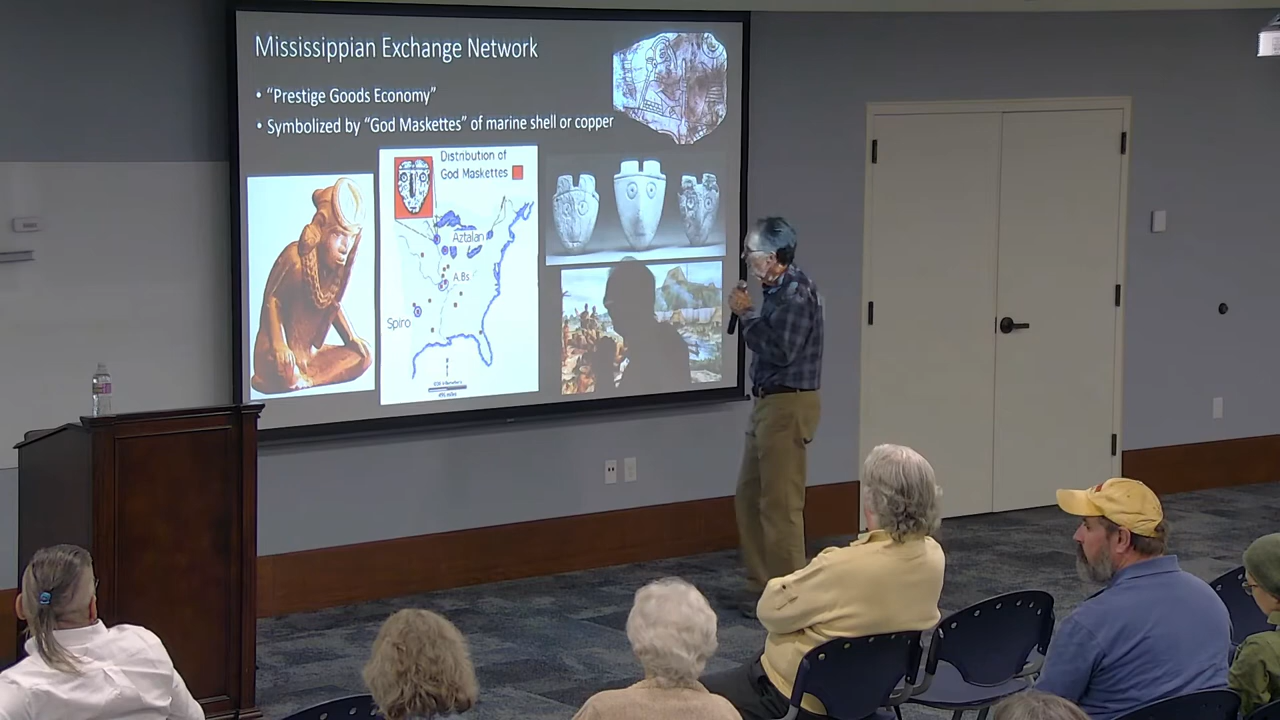 Mississippian Exchange Network
• "Prestige Goods Economy"
• Symbolized by "God Maskettes" of marine shell or copper
Distribution of
God Maskettes
Aztalan
A.Bs
Spiro